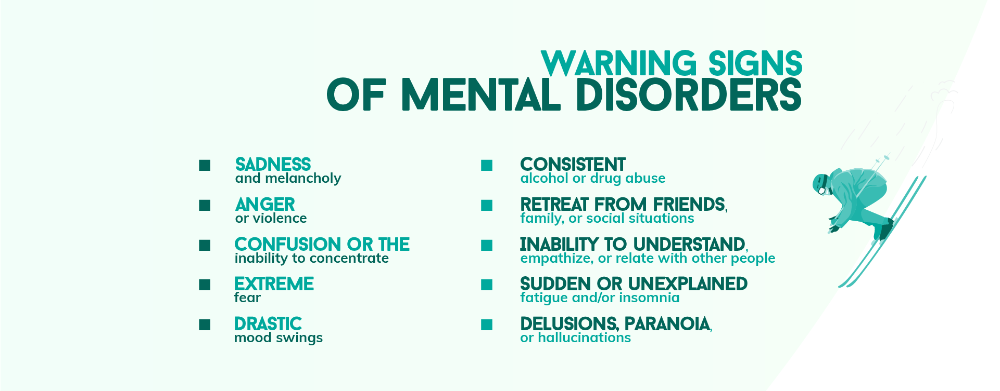 WARNING SIGNS
OF MENTAL DISORDERS
SADNESS
and melancholy
ANGER
or violence
CONFUSION OR THE
inability to concentrate
EXTREME
fear
DRASTIC
mood swings
CONSISTENT
alcohol or drug abuse
RETREAT FROM FRIENDS,
family, or social situations
INABILITY TO UNDERSTAND,
empathize, or relate with other people
SUDDEN OR UNEXPLAINED
fatigue and/or insomnia
DELUSIONS, PARANOIA,
or hallucinations